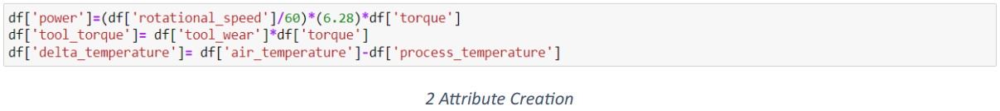 df['power']=(df['rotational_speed']/60)*(6.28)*df['torque']
df['tool_torque']= df['tool_wear']*df['torque']
df['delta_temperature']= df['air_temperature']-df['process_temperature']
2 Attribute Creation